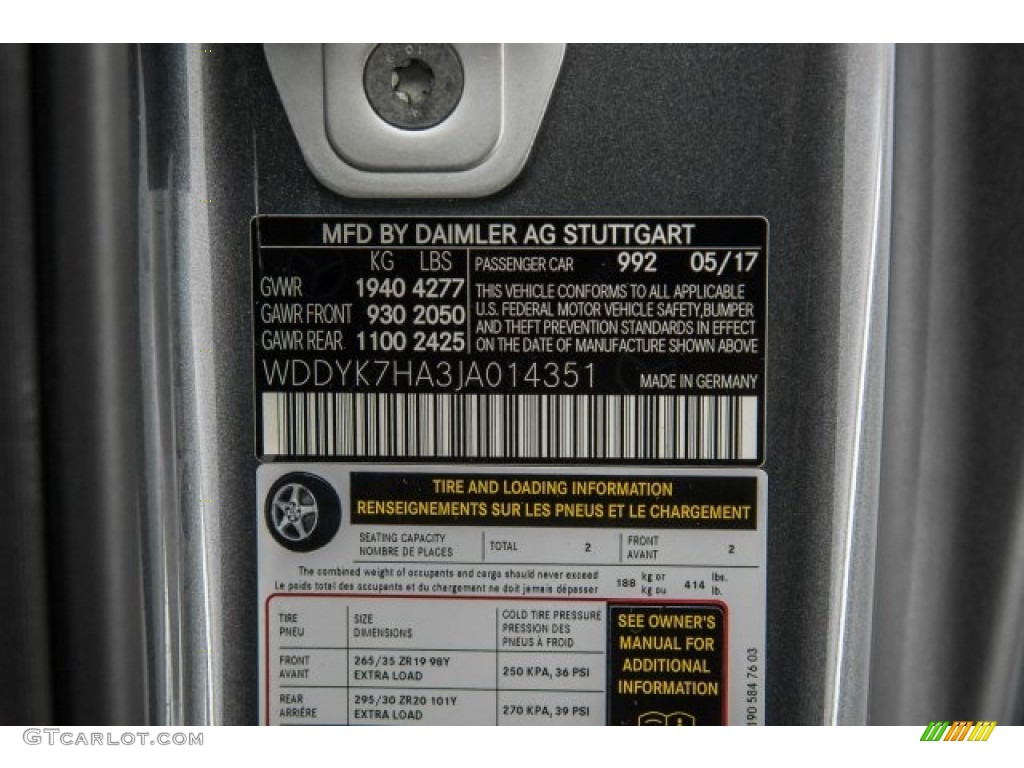 01
MFD BY DAIMLER AG STUTTGART
KG LBS PASSENGER CAR 992 05/17
GVWR 1940 4277
GAWR FRONT 930 2050
GAWR REAR 1100 2425
THIS VEHICLE CONFORMS TO ALL APPLICABLE
U.S. FEDERAL MOTOR VEHICLE SAFETY,BUMPER
AND THEFT PREVENTION STANDARDS IN EFFECT
ON THE DATE OF MANUFACTURE SHOWN ABOVE
WDDYK7HA3JA014351 MADE IN GERMANY
TIRE AND LOADING INFORMATION
RENSEIGNEMENTS SUR LES PNEUS ET LE CHARGEMENT
SEATING CAPACITY
NOMBRE DE PLACES
TOTAL 2
FRONT
AVANT
2
The combined weight of occupants and cargo should never exceed
Le poids total des occupants et du chargement ne doit jamais dépasser
188 kg or
kg ou
414 lbs.
lb.
TIRE
PNEU
SIZE
DIMENSIONS
COLD TIRE PRESSURE
PRESSION DES
PNEUS À FROID
FRONT
AVANT
265/35 ZR19 98Y
EXTRA LOAD
250 KPA, 36 PSI
REAR
ARRIÈRE
295/30 ZR20 101Y
EXTRA LOAD
270 KPA, 39 PSI
SEE OWNER'S
MANUAL FOR
ADDITIONAL
INFORMATION
190 584 76 03
GTCarLot.com